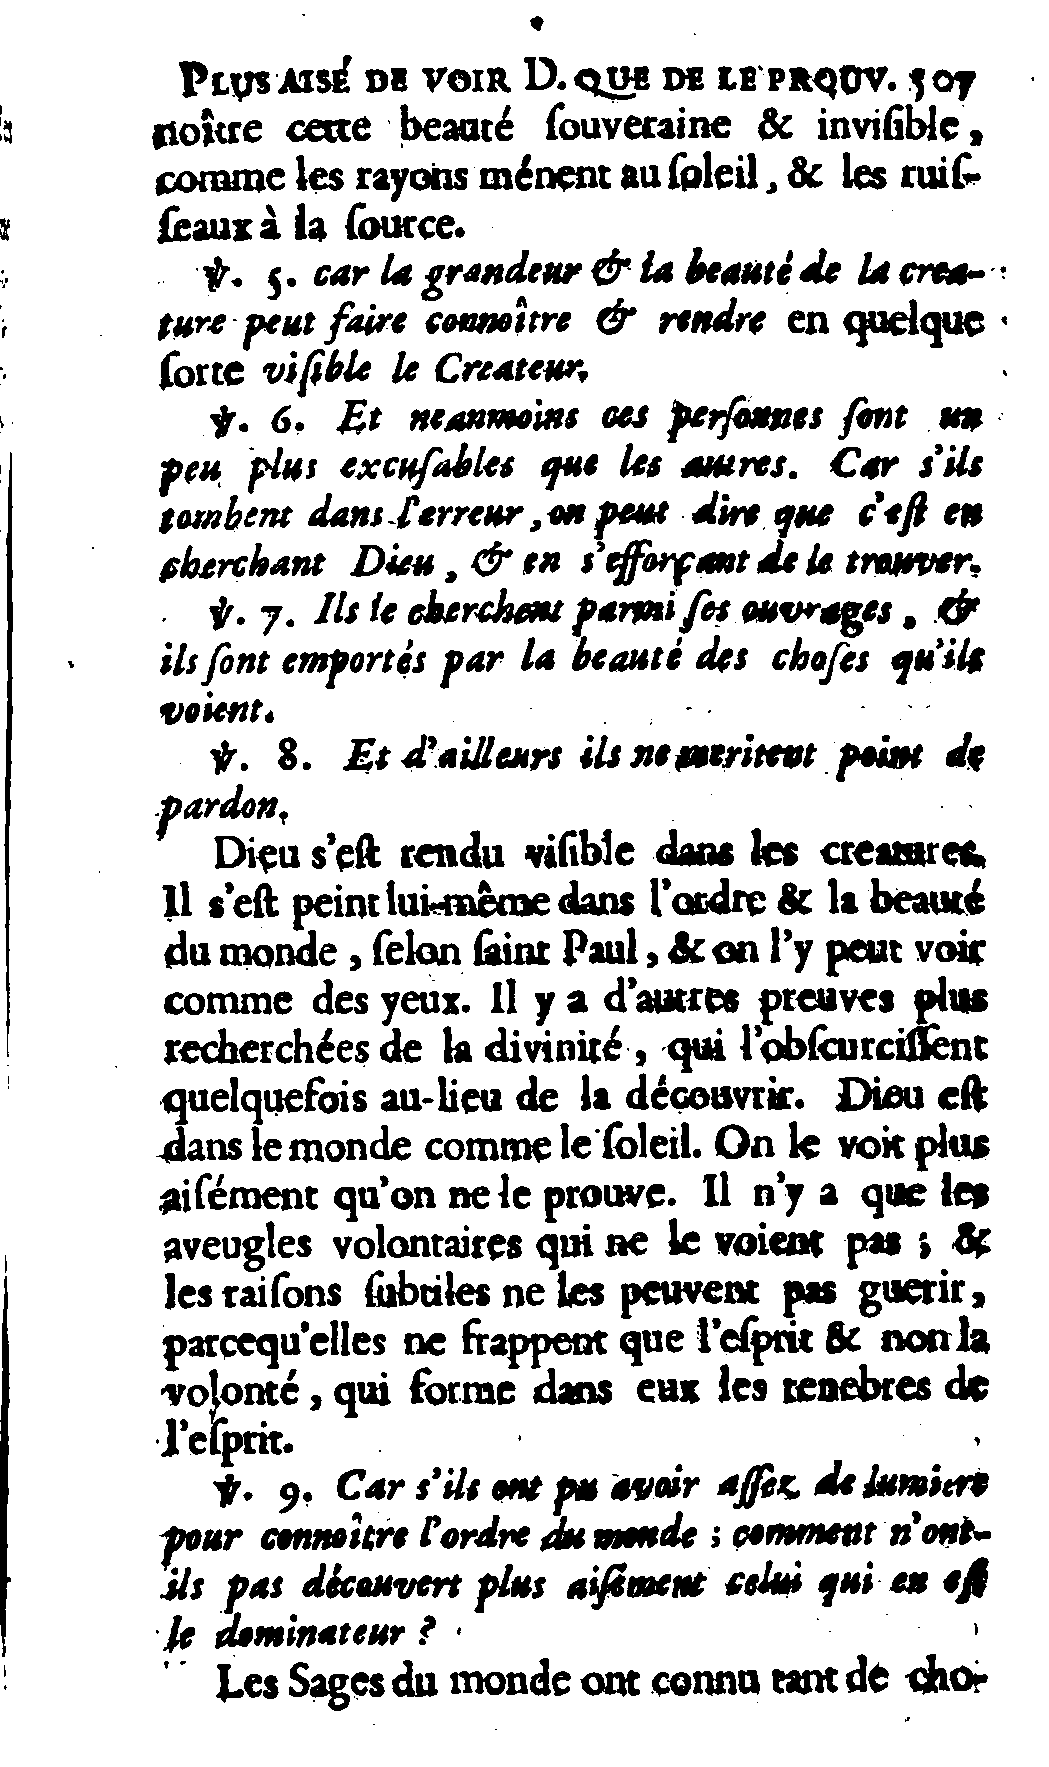 PLUS AISÉ DE VOIR D. QUE DE LE PROUV. 507
noître cette beauté ſouveraine & inviſible,
comme les rayons ménent au ſoleil, & les ruiſ-
ſeaux à la ſource.
℣. 5. car la grandeur & la beauté de la crea-
ture peut faire connoître & rendre en quelque
ſorte viſible le Createur.
℣. 6. Et neanmoins ces perſonnes ſont un
peu plus excuſables que les autres. Car s'ils
tombent dans l'erreur, on peut dire que c'eſt en
cherchant Dieu, & en s'efforçant de le trouver.
℣. 7. Ils le cherchent parmi ſes ouvrages, &
ils ſont emportés par la beauté des choſes qu'ils
voient.
℣. 8. Et d'ailleurs ils ne meritent point de
pardon.
Dieu s'eſt rendu viſible dans les creatures.
Il s'eſt peint lui-même dans l'ordre & la beauté
du monde, ſelon ſaint Paul, & on l'y peut voir
comme des yeux. Il y a d'autres preuves plus
recherchées de la divinité, qui l'obſcurciſſent
quelquefois au-lieu de la découvrir. Dieu eſt
dans le monde comme le ſoleil. On le voit plus
aiſément qu'on ne le prouve. Il n'y a que les
aveugles volontaires qui ne le voient pas; &
les raiſons ſubtiles ne les peuvent pas guerir,
parcequ'elles ne frappent que l'eſprit & non la
volonté, qui forme dans eux les tenebres de
l'eſprit.
℣. 9. Car s'ils ont pu avoir aſſez de lumiere
pour connoître l'ordre du monde; comment n'ont-
ils pas découvert plus aiſément celui qui en eſt
le dominateur?
Les Sages du monde ont connu tant de cho-